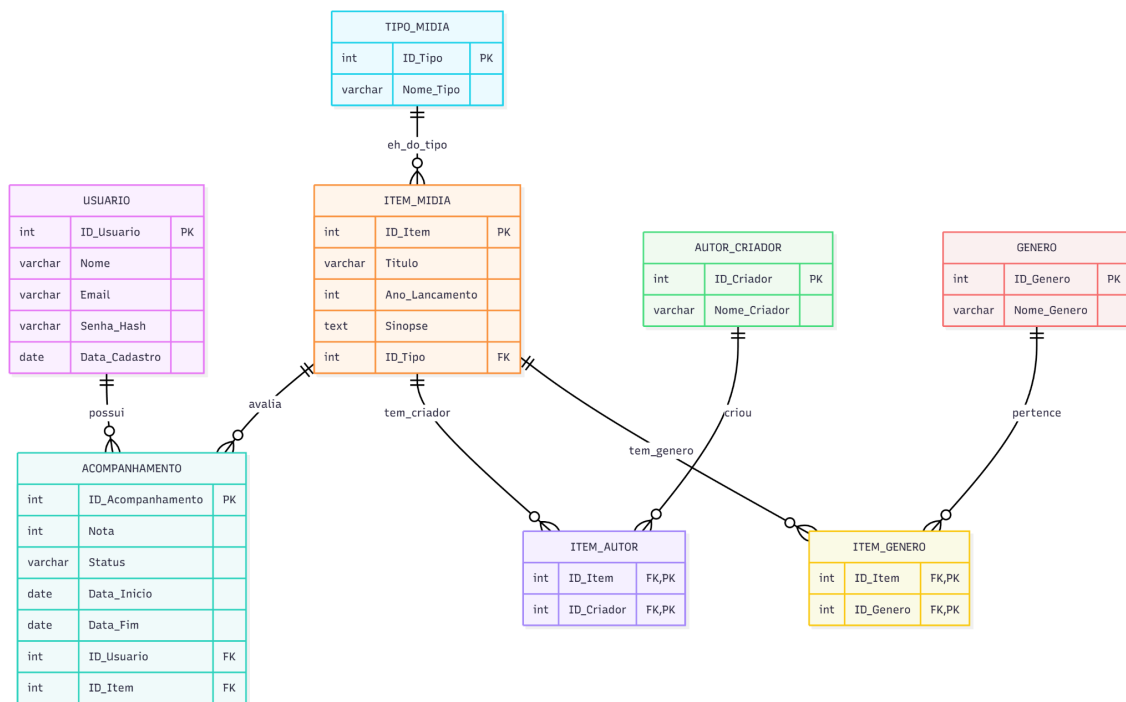 TIPO_MIDIA
int ID_Tipo PK
varchar Nome_Tipo
eh_do_tipo
USUARIO
int ID_Usuario PK
varchar Nome
varchar Email
varchar Senha_Hash
date Data_Cadastro
ITEM_MIDIA
int ID_Item PK
varchar Titulo
int Ano_Lancamento
text Sinopse
int ID_Tipo FK
AUTOR_CRIADOR
int ID_Criador PK
varchar Nome_Criador
GENERO
int ID_Genero PK
varchar Nome_Genero
possui
avalia
tem_criador
criou
pertence
tem_genero
ACOMPANHAMENTO
int ID_Acompanhamento PK
int Nota
varchar Status
date Data_Inicio
date Data_Fim
int ID_Usuario FK
int ID_Item FK
ITEM_AUTOR
int ID_Item FK,PK
int ID_Criador FK,PK
ITEM_GENERO
int ID_Item FK,PK
int ID_Genero FK,PK